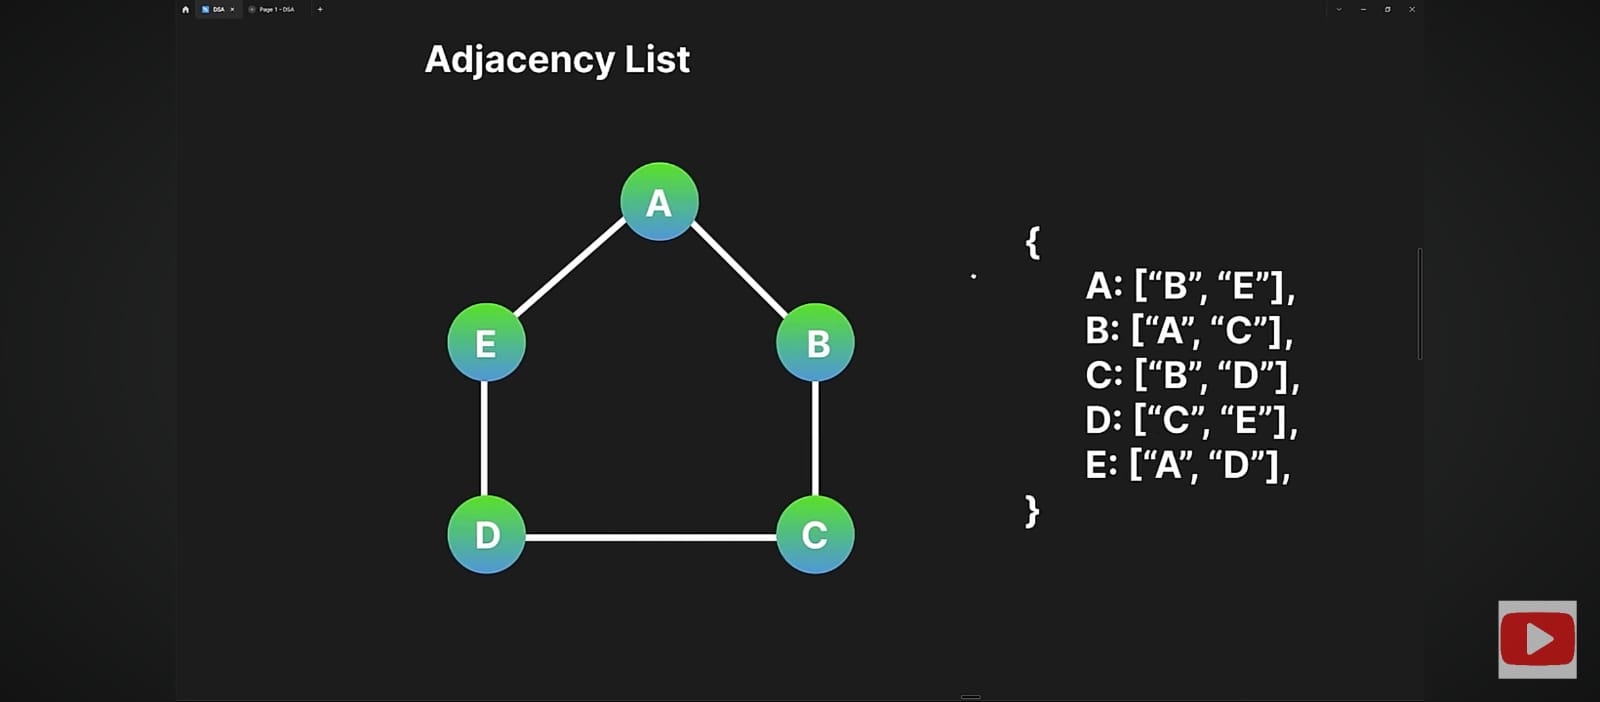 DSA
Page 1 - DSA
Adjacency List
A
E
B
D
C
{
A: [“B”, “E”],
B: [“A”, “C”],
C: [“B”, “D”],
D: [“C”, “E”],
E: [“A”, “D”],
}